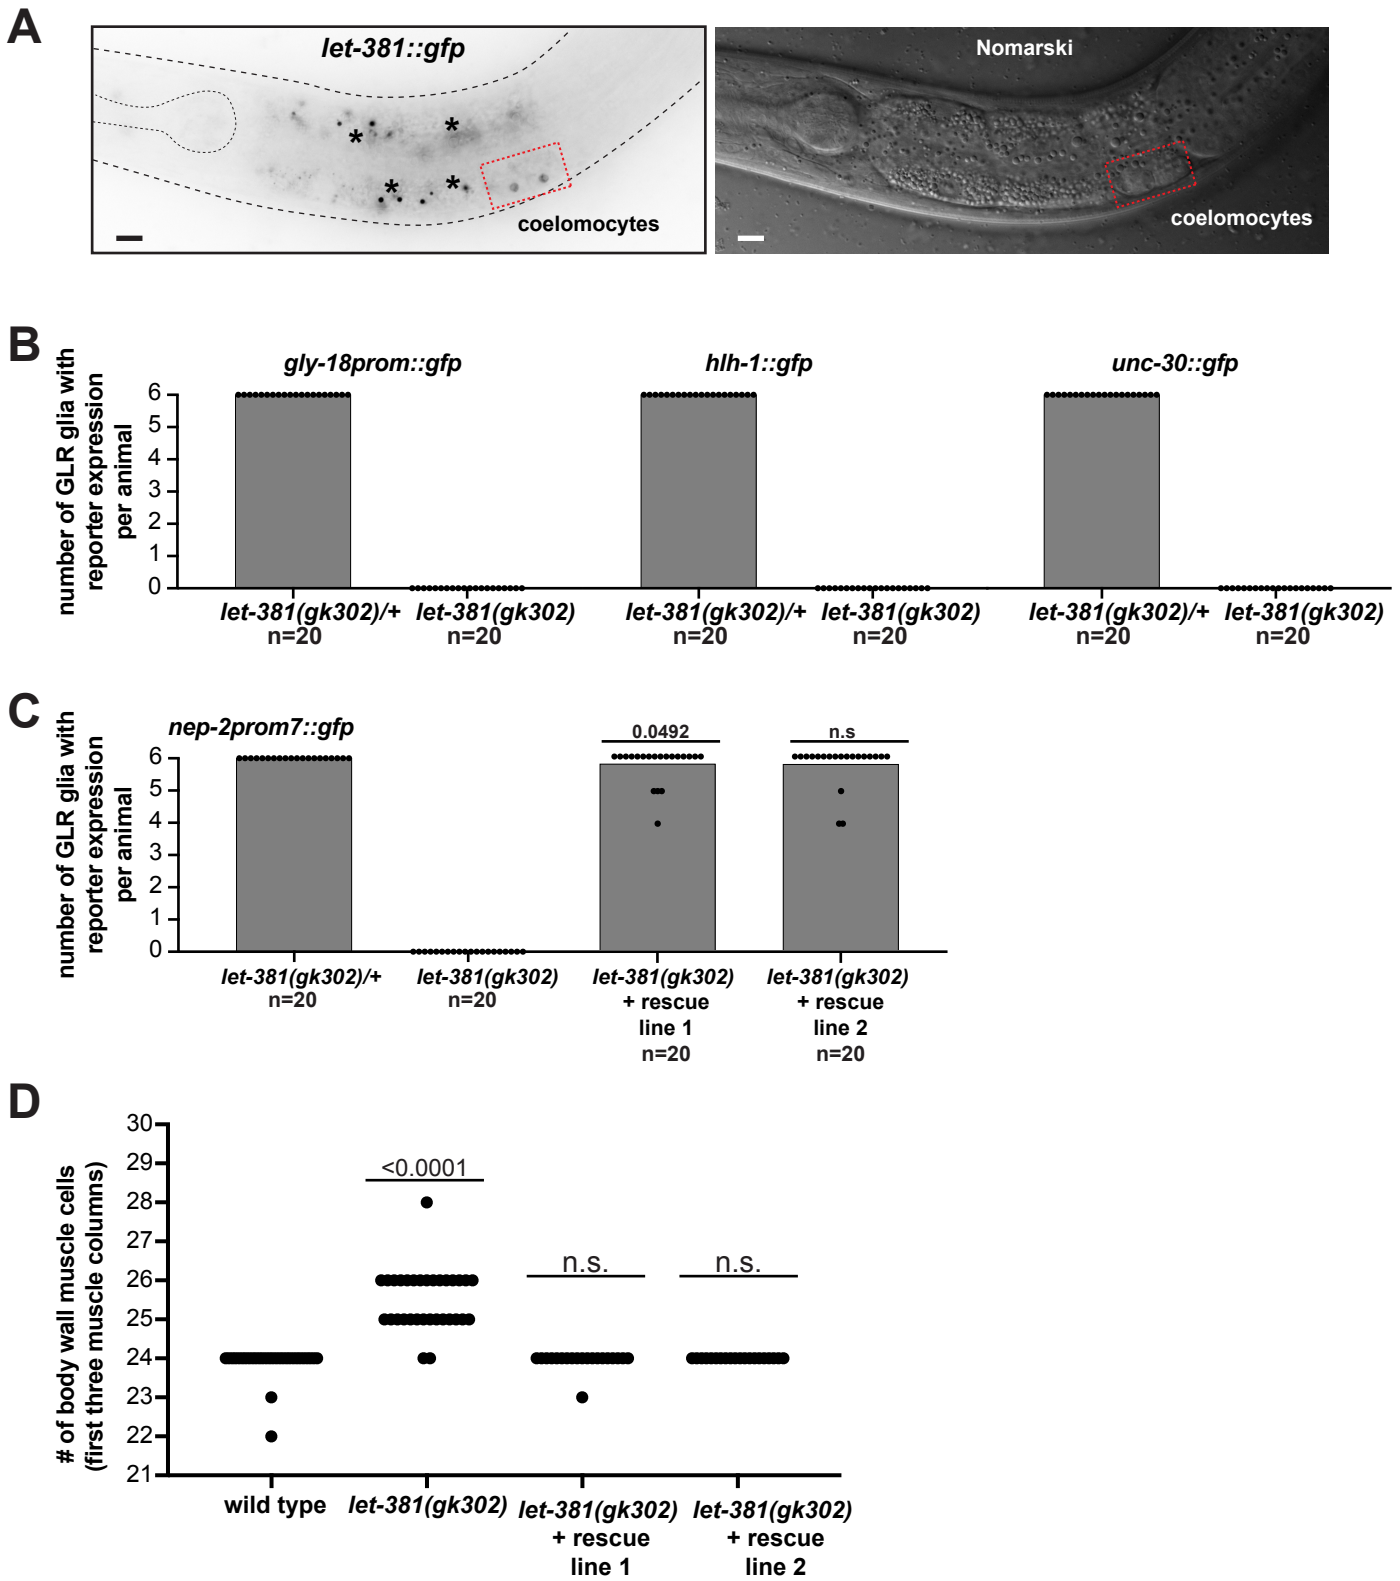 A
let-381::gfp
* * * *
coelomocytes
Nomarski
coelomocytes
B
number of GLR glia with
reporter expression
per animal
gly-18prom::gfp
hlh-1::gfp
unc-30::gfp
6
5
4
3
2
1
0
let-381(gk302)/+ let-381(gk302) let-381(gk302)/+ let-381(gk302) let-381(gk302)/+ let-381(gk302)
n=20 n=20 n=20 n=20 n=20 n=20
C
number of GLR glia with
reporter expression
per animal
nep-2prom7::gfp
0.0492
n.s
6
5
4
3
2
1
0
let-381(gk302)/+
n=20
let-381(gk302)
n=20
let-381(gk302)
+ rescue
line 1
n=20
let-381(gk302)
+ rescue
line 2
n=20
D
# of body wall muscle cells
(first three muscle columns)
30
29
28
27
26
25
24
23
22
21
<0.0001
n.s.
n.s.
wild type
let-381(gk302)
let-381(gk302)
+ rescue
line 1
let-381(gk302)
+ rescue
line 2